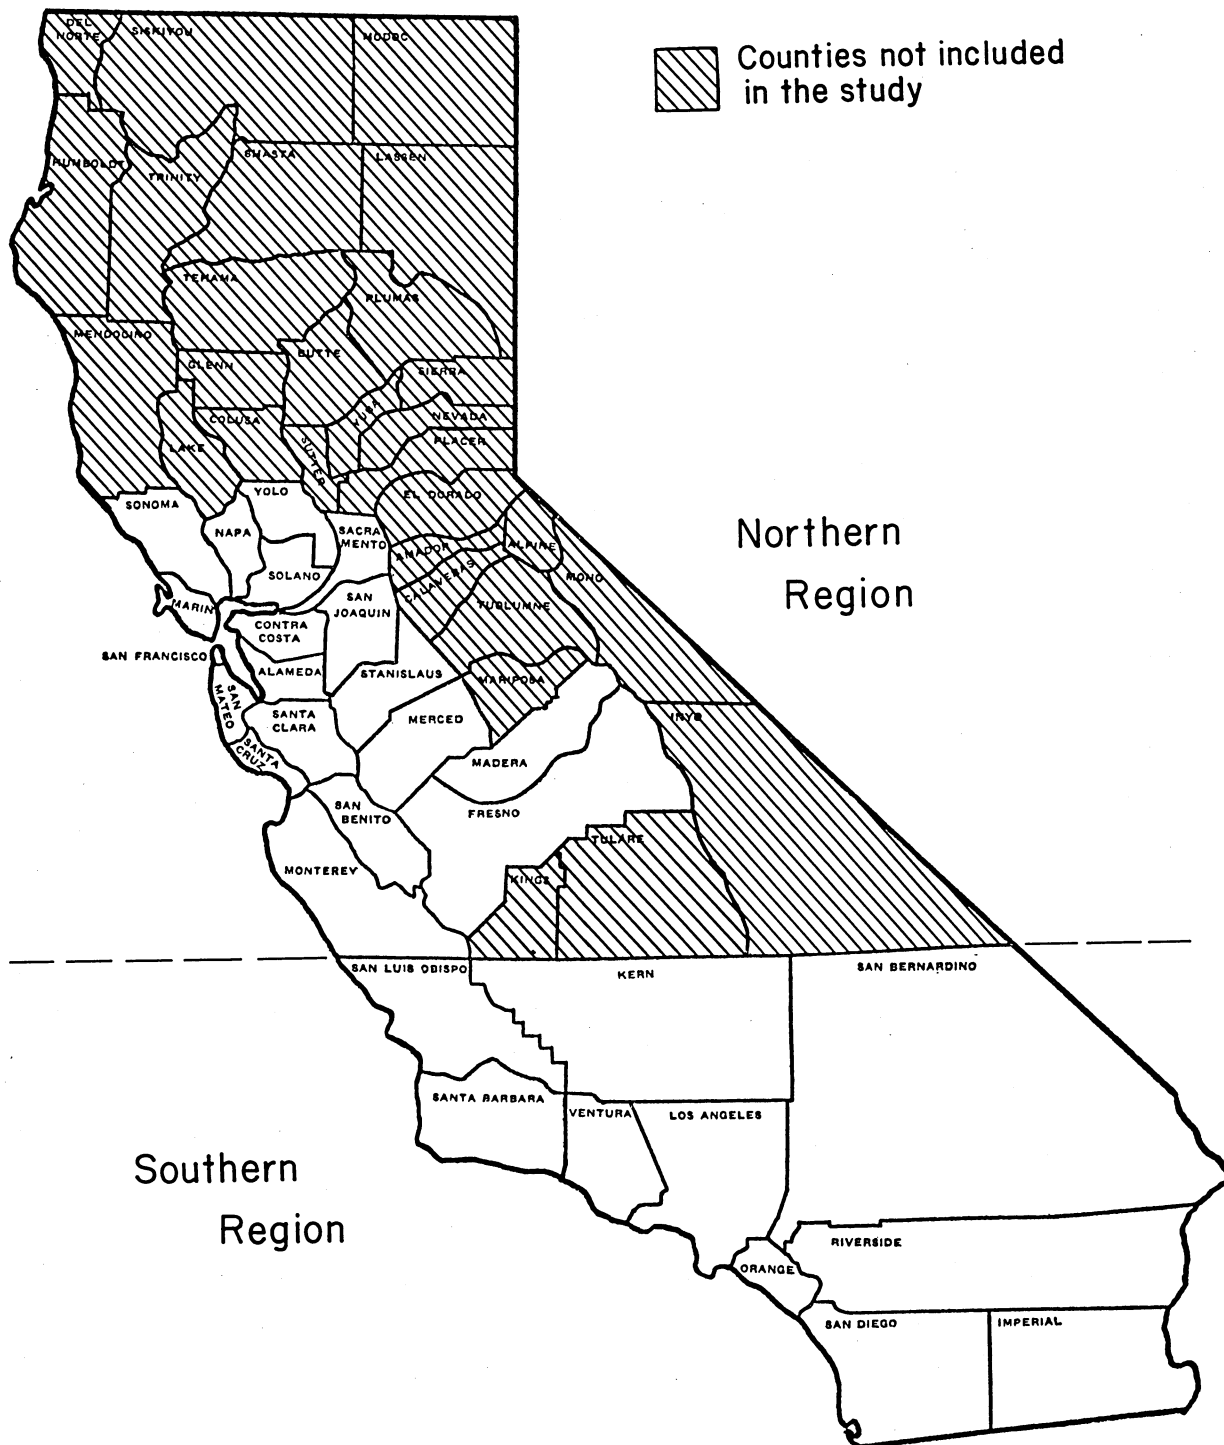 DEL
NORTE
SISKIYOU
MODOC
Counties not included
in the study
HUMBOLDT
TRINITY
SHASTA
LASSEN
TEHAMA
PLUMAS
MENDOCINO
GLENN
BUTTE
SIERRA
COLUSA
YUBA
NEVADA
LAKE
SUTTER
PLACER
SONOMA
YOLO
EL DORADO
NAPA
SACRA
MENTO
AMADOR
ALPINE
Northern
Region
SOLANO
CALAVERAS
MONO
MARIN
SAN
JOAQUIN
TUOLUMNE
CONTRA
COSTA
SAN FRANCISCO
ALAMEDA
STANISLAUS
MARIPOSA
SAN
MATEO
SANTA
CLARA
MERCED
INYO
SANTA
CRUZ
MADERA
SAN
BENITO
FRESNO
TULARE
MONTEREY
KINGS
SAN LUIS OBISPO
KERN
SAN BERNARDINO
SANTA BARBARA
VENTURA
LOS ANGELES
Southern
Region
RIVERSIDE
ORANGE
SAN DIEGO
IMPERIAL